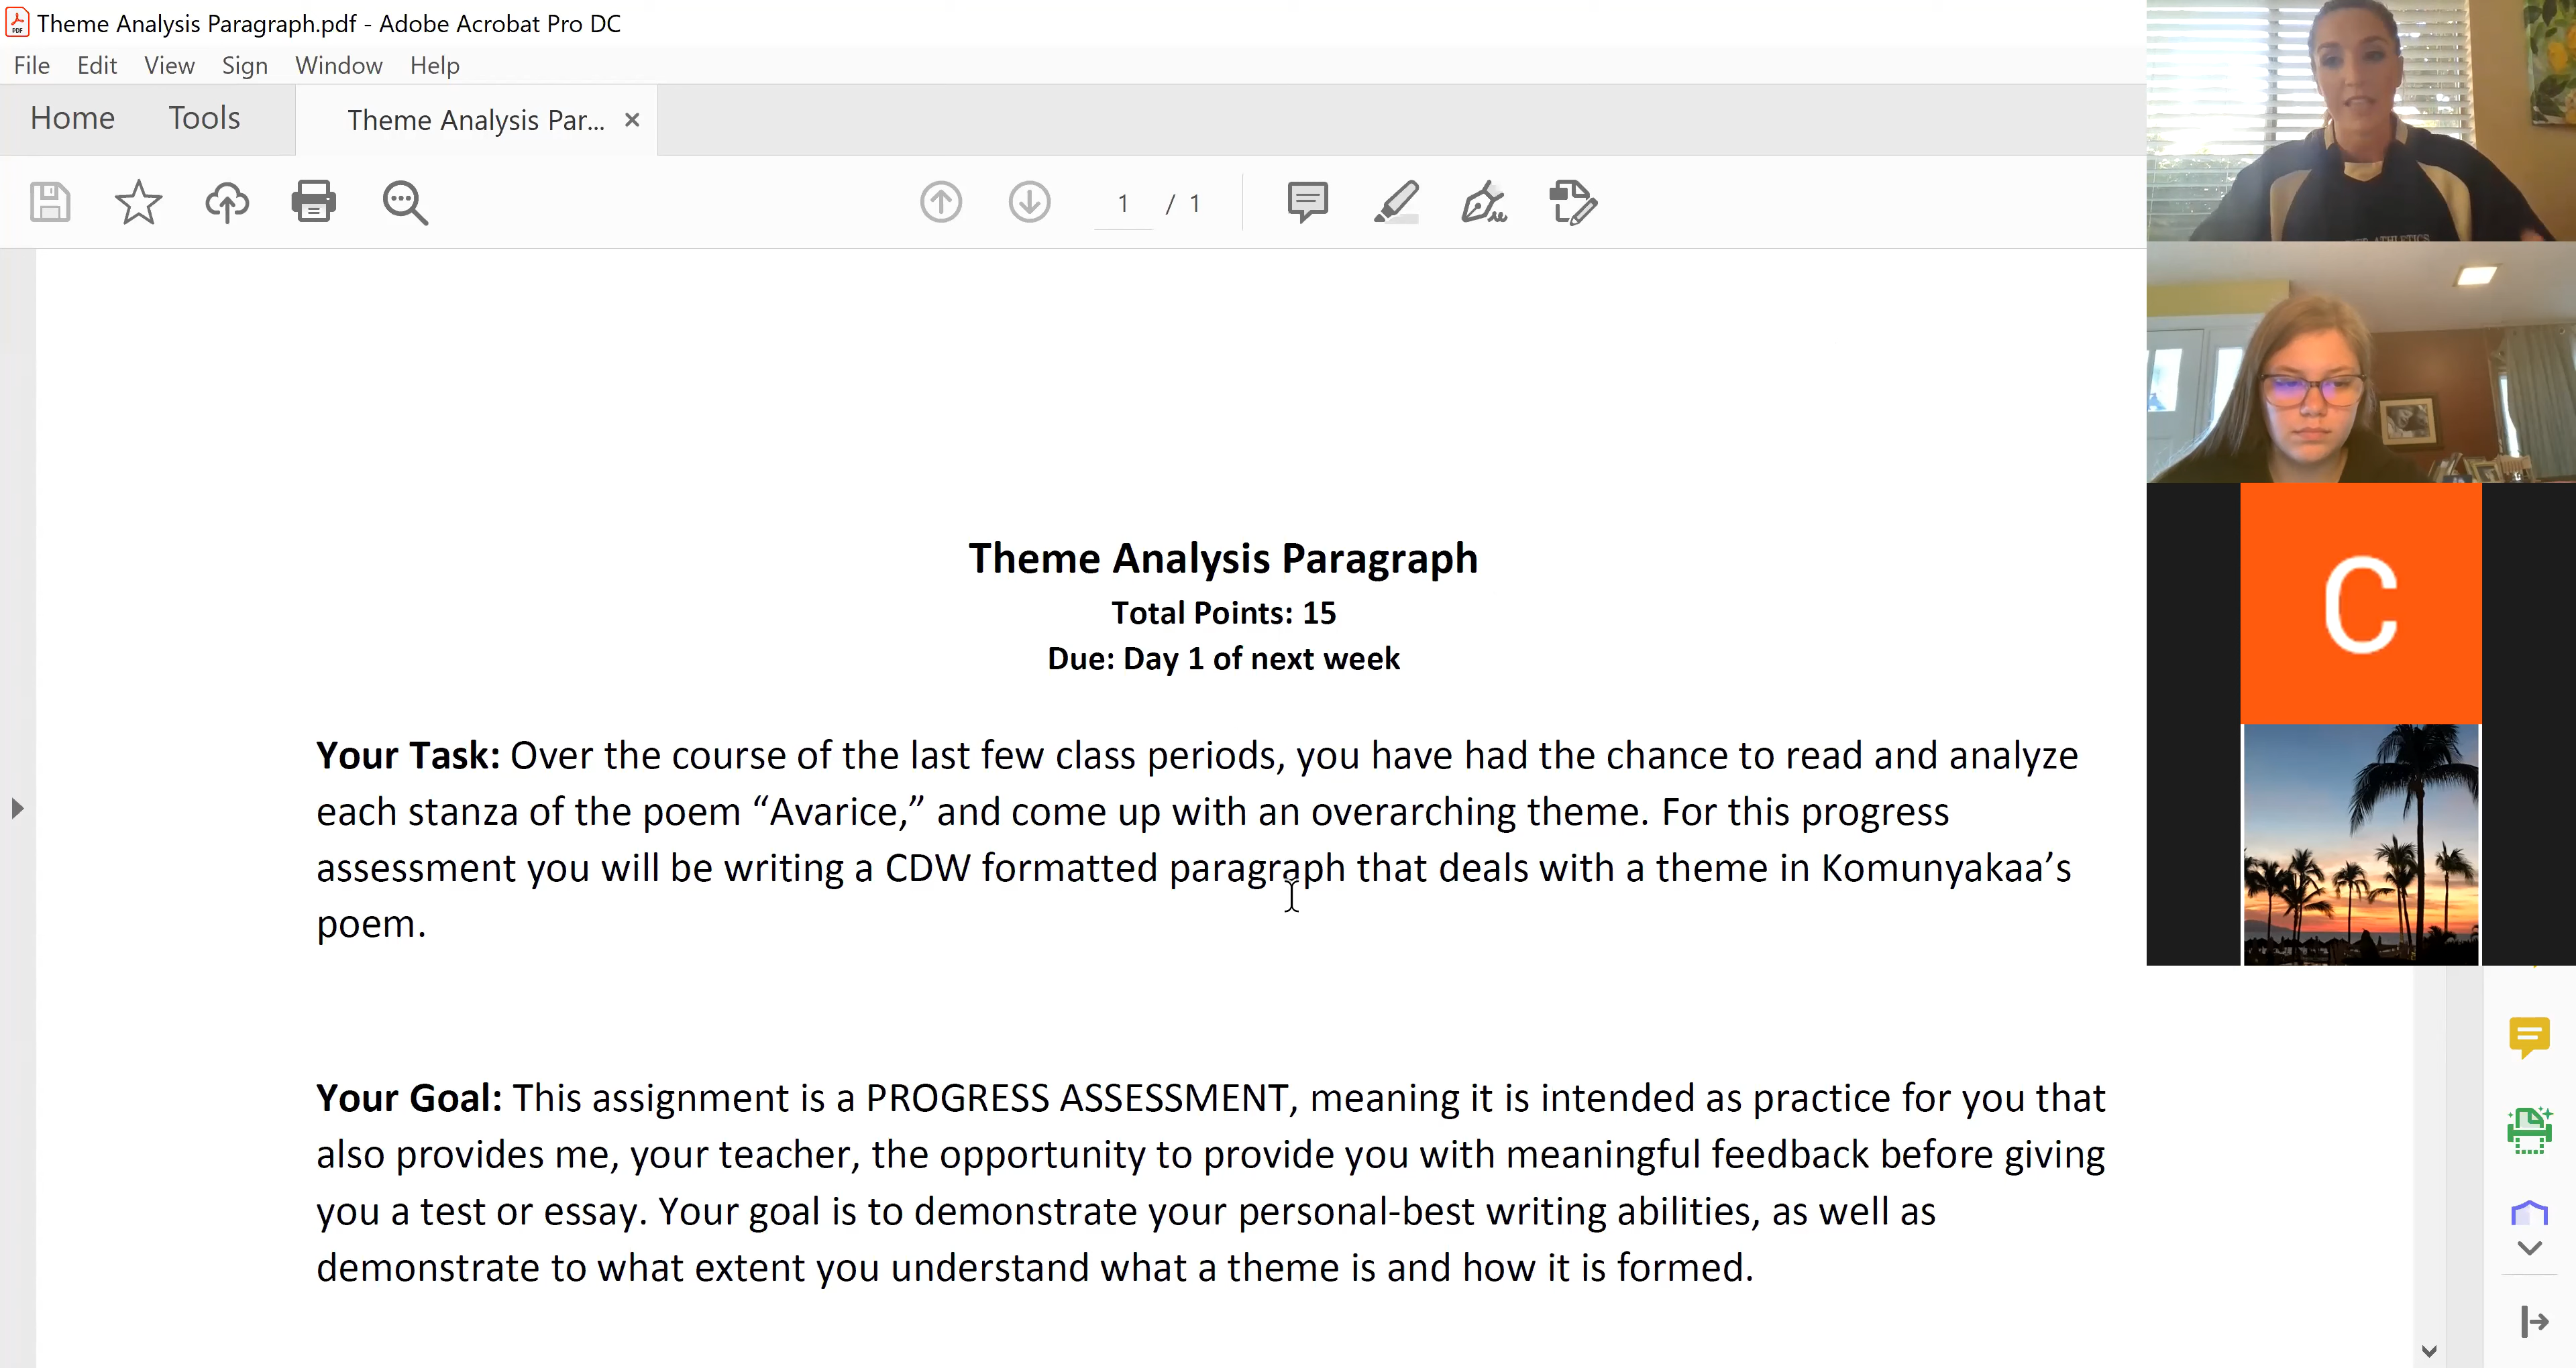 Theme Analysis Paragraph.pdf - Adobe Acrobat Pro DC
File Edit View Sign Window Help
Home Tools Theme Analysis Par... ×
1 / 1
Theme Analysis Paragraph
Total Points: 15
Due: Day 1 of next week
Your Task: Over the course of the last few class periods, you have had the chance to read and analyze
each stanza of the poem “Avarice,” and come up with an overarching theme. For this progress
assessment you will be writing a CDW formatted paragraph that deals with a theme in Komunyakaa’s
poem.
Your Goal: This assignment is a PROGRESS ASSESSMENT, meaning it is intended as practice for you that
also provides me, your teacher, the opportunity to provide you with meaningful feedback before giving
you a test or essay. Your goal is to demonstrate your personal-best writing abilities, as well as
demonstrate to what extent you understand what a theme is and how it is formed.
ATHLETICS
C